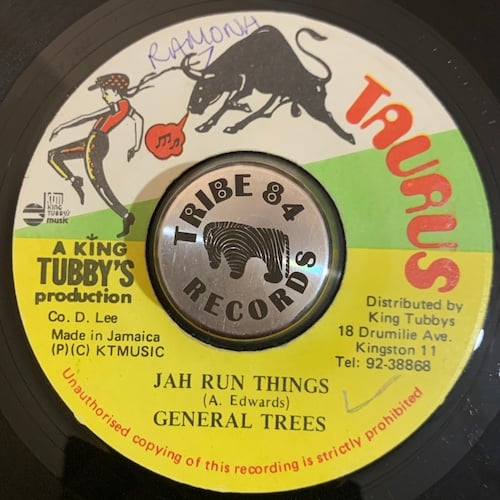 RAMONA
TAURUS
KTM
KING
TUBBY'S
music
TRIBE 84
RECORDS
A KING
TUBBY'S
production
Co. D. Lee
Made in Jamaica
(P)(C) KTMUSIC
Distributed by
King Tubbys
18 Drumilie Ave.
Kingston 11
Tel: 92-38868
JAH RUN THINGS
(A. Edwards)
GENERAL TREES
Unauthorised copying of this recording is strictly prohibited